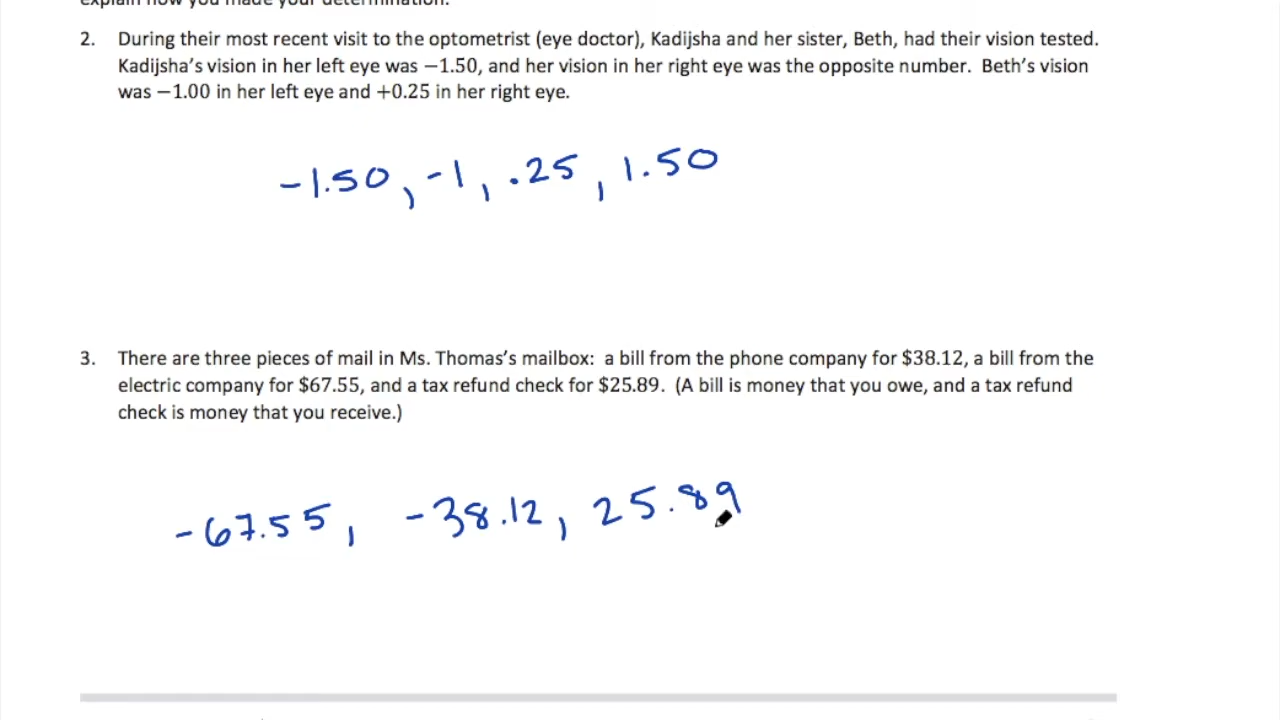 explain how you made your determination.
2. During their most recent visit to the optometrist (eye doctor), Kadijsha and her sister, Beth, had their vision tested.
Kadijsha’s vision in her left eye was −1.50, and her vision in her right eye was the opposite number. Beth’s vision
was −1.00 in her left eye and +0.25 in her right eye.
-1.50, -1, .25, 1.50
3. There are three pieces of mail in Ms. Thomas’s mailbox: a bill from the phone company for $38.12, a bill from the
electric company for $67.55, and a tax refund check for $25.89. (A bill is money that you owe, and a tax refund
check is money that you receive.)
-67.55, -38.12, 25.89